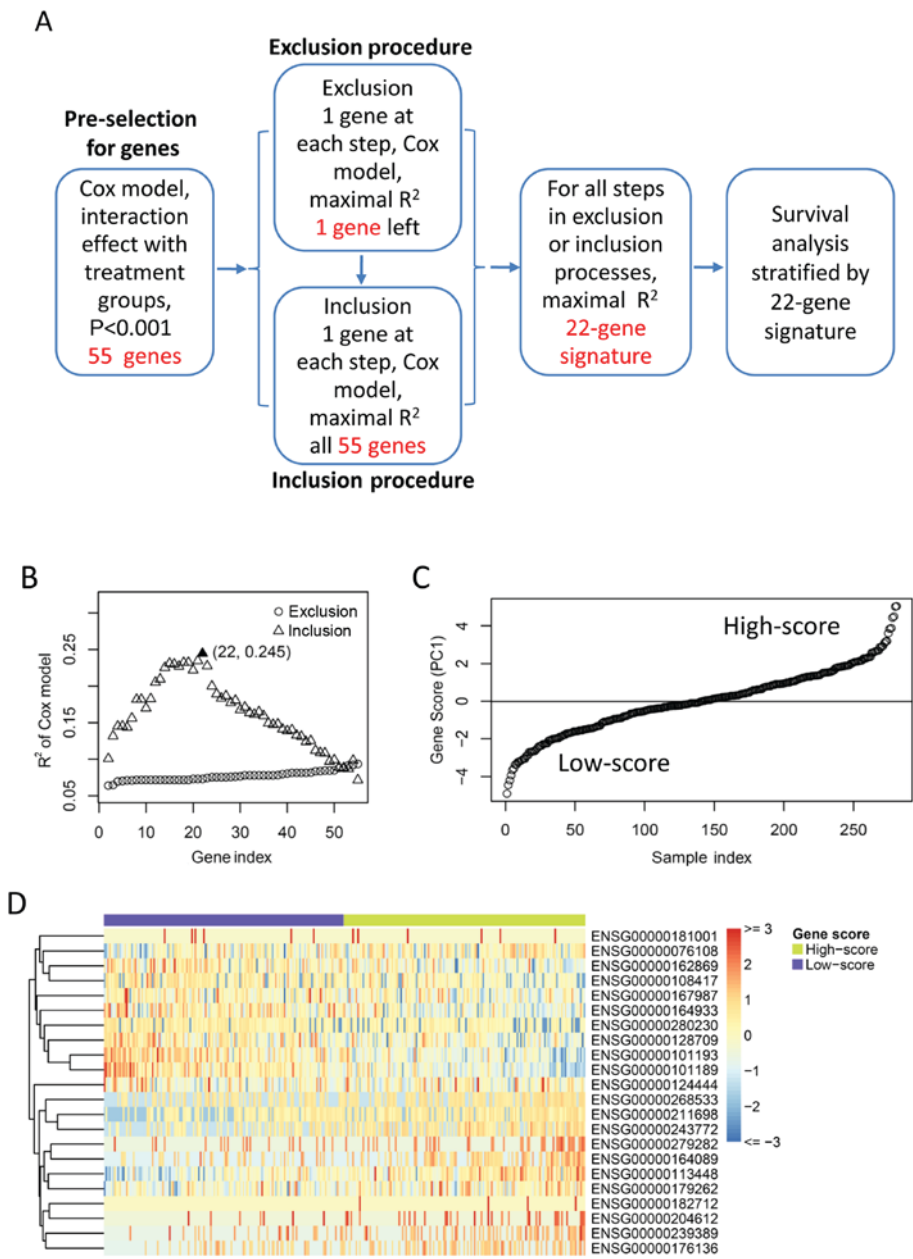 A
Pre-selection
for genes
Cox model,
interaction
effect with
treatment
groups,
P<0.001
55 genes
Exclusion procedure
Exclusion
1 gene at
each step, Cox
model,
maximal R²
1 gene left
Inclusion
1 gene at
each step, Cox
model,
maximal R²
all 55 genes
Inclusion procedure
For all steps
in exclusion
or inclusion
processes,
maximal R²
22-gene
signature
Survival
analysis
stratified by
22-gene
signature
B
R² of Cox model
0.25
0.15
0.05
Exclusion
Inclusion
(22, 0.245)
0 10 20 30 40 50
Gene index
C
Gene Score (PC1)
4
2
0
-2
-4
High-score
Low-score
0 50 100 150 200 250
Sample index
D
ENSG00000181001
ENSG00000076108
ENSG00000162869
ENSG00000108417
ENSG00000167987
ENSG00000164933
ENSG00000280230
ENSG00000128709
ENSG00000101193
ENSG00000101189
ENSG00000124444
ENSG00000268533
ENSG00000211698
ENSG00000243772
ENSG00000279282
ENSG00000164089
ENSG00000113448
ENSG00000179262
ENSG00000182712
ENSG00000204612
ENSG00000239389
ENSG00000176136
>= 3
2
1
0
-1
-2
<= -3
Gene score
High-score
Low-score